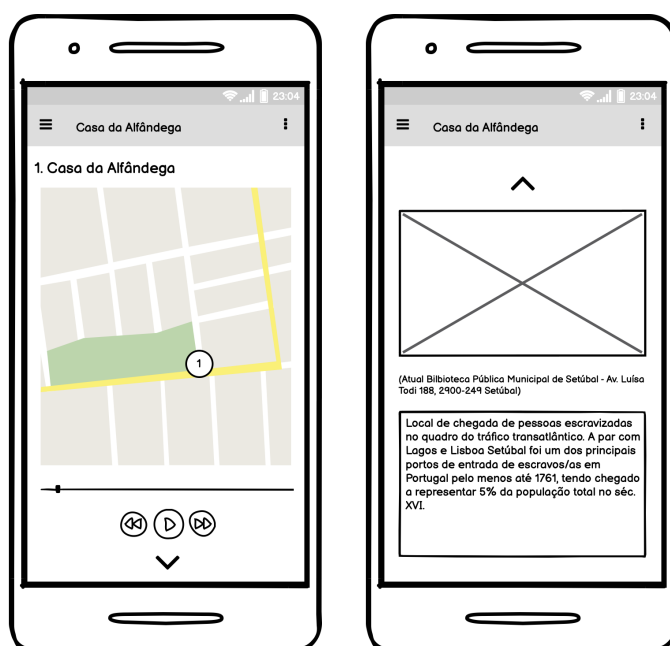 23:04
Casa da Alfândega
1. Casa da Alfândega
1
23:04
Casa da Alfândega
(Atual Bilbioteca Pública Municipal de Setúbal - Av. Luísa
Todi 188, 2900-249 Setúbal)
Local de chegada de pessoas escravizadas
no quadro do tráfico transatlântico. A par com
Lagos e Lisboa Setúbal foi um dos principais
portos de entrada de escravos/as em
Portugal pelo menos até 1761, tendo chegado
a representar 5% da população total no séc.
XVI.